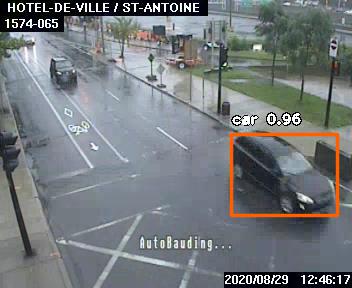 HOTEL-DE-VILLE / ST-ANTOINE
1574-065
car 0.96
AutoBauding...
2020/08/29 12:46:17